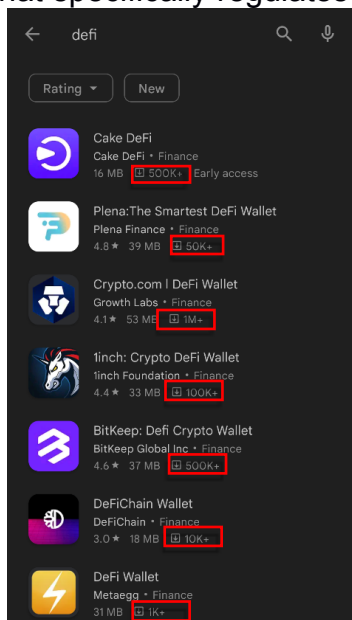 hat specifically regulates
defi
Rating
New
Cake DeFi
Cake DeFi • Finance
16 MB 500K+ Early access
Plena:The Smartest DeFi Wallet
Plena Finance • Finance
4.8★ 39 MB 50K+
Crypto.com l DeFi Wallet
Growth Labs • Finance
4.1★ 53 MB 1M+
1inch: Crypto DeFi Wallet
1inch Foundation • Finance
4.4★ 33 MB 100K+
BitKeep: Defi Crypto Wallet
BitKeep Global Inc • Finance
4.6★ 37 MB 500K+
DeFiChain Wallet
DeFiChain • Finance
3.0★ 18 MB 10K+
DeFi Wallet
Metaegg • Finance
31 MB 1K+